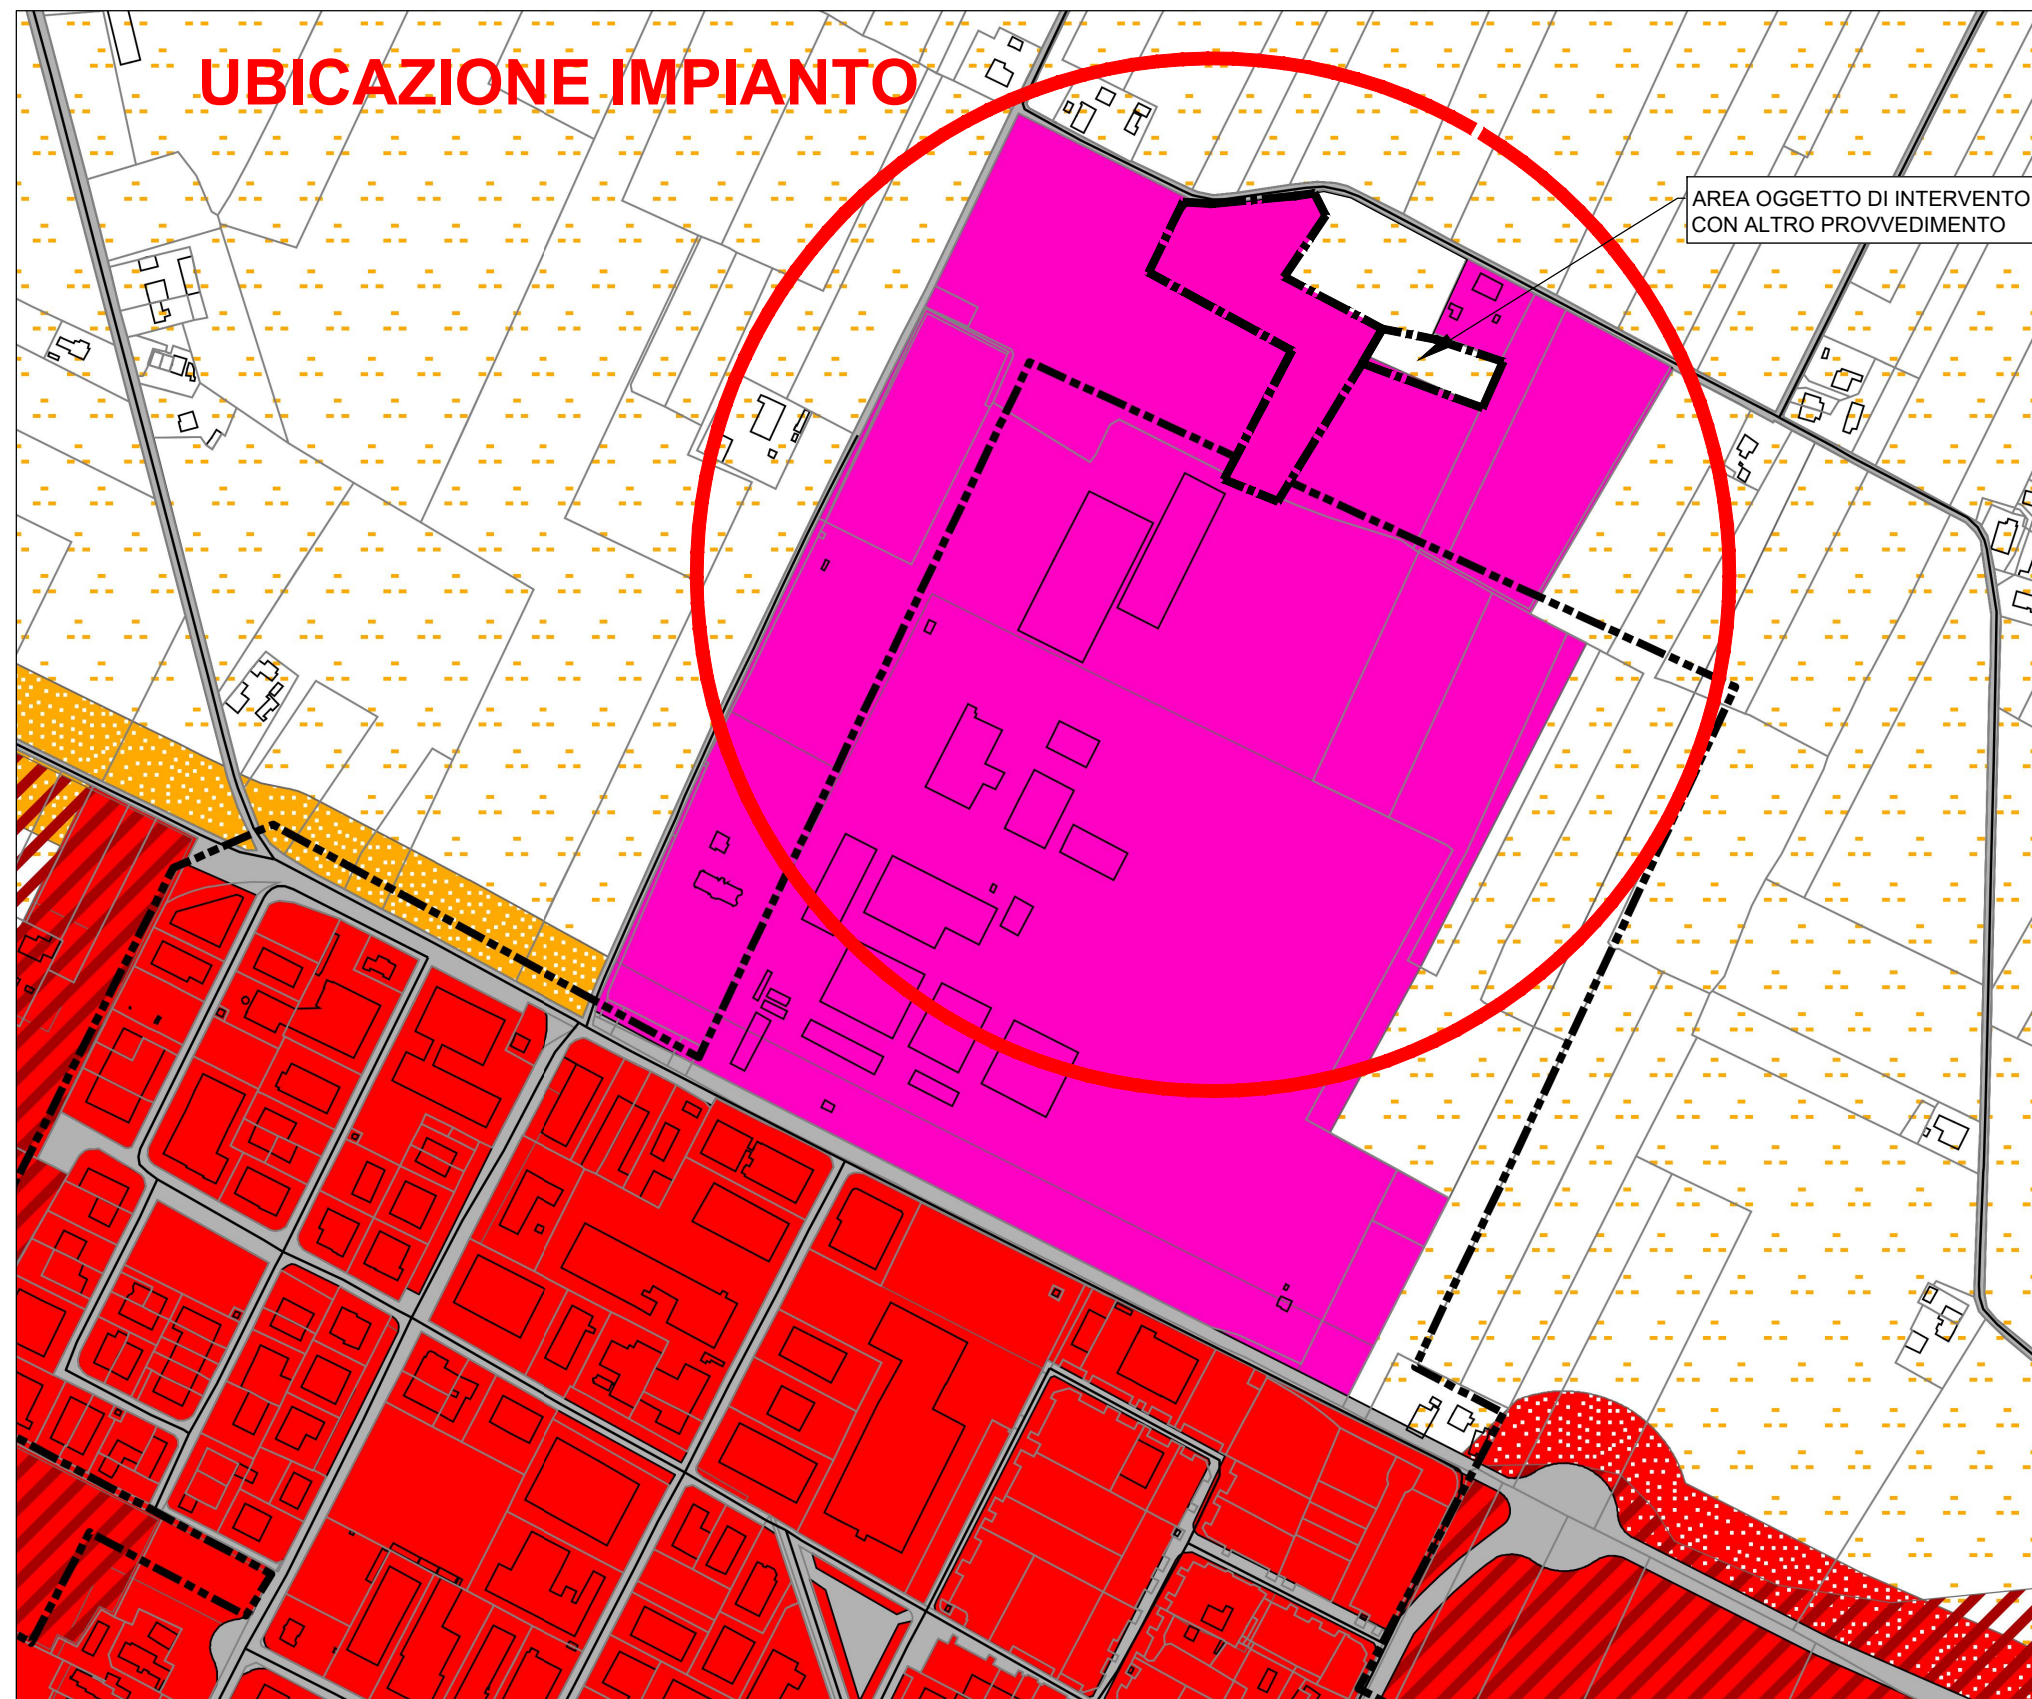 UBICAZIONE IMPIANTO
AREA OGGETTO DI INTERVENTO
CON ALTRO PROVVEDIMENTO